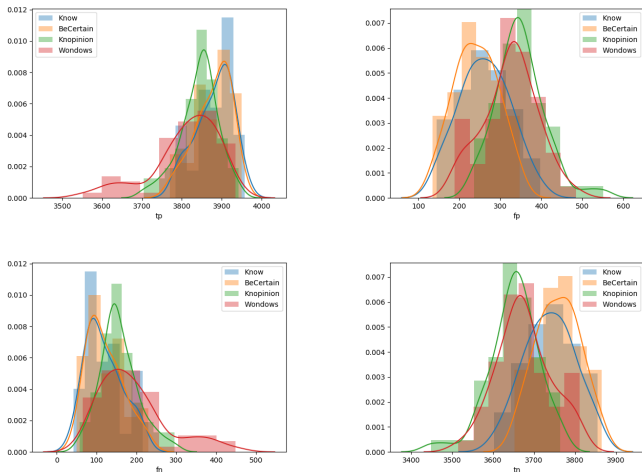 0.012
0.010
0.008
0.006
0.004
0.002
0.000
3500 3600 3700 3800 3900 4000
tp
Know
BeCertain
Knopinion
Wondows
0.007
0.006
0.005
0.004
0.003
0.002
0.001
0.000
100 200 300 400 500 600
fp
Know
BeCertain
Knopinion
Wondows
0.012
0.010
0.008
0.006
0.004
0.002
0.000
0 100 200 300 400 500
fn
Know
BeCertain
Knopinion
Wondows
0.007
0.006
0.005
0.004
0.003
0.002
0.001
0.000
3400 3500 3600 3700 3800 3900
tn
Know
BeCertain
Knopinion
Wondows